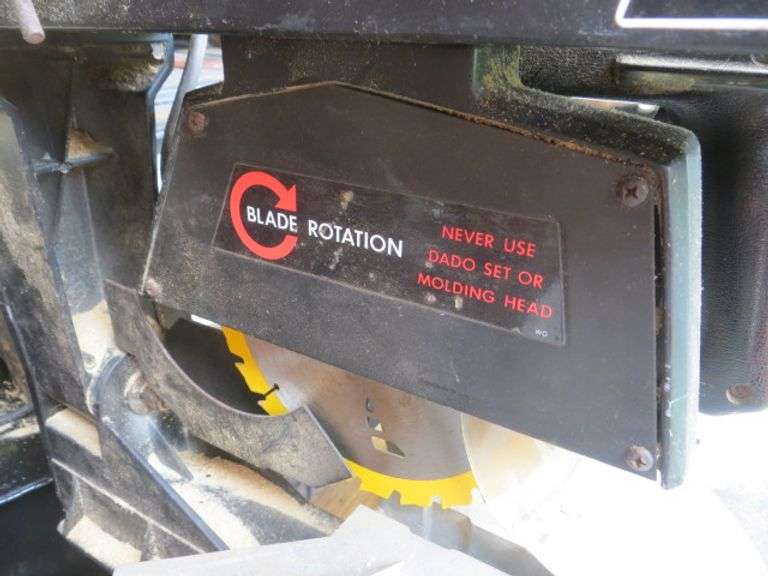 BLADE ROTATION
NEVER USE
DADO SET OR
MOLDING HEAD